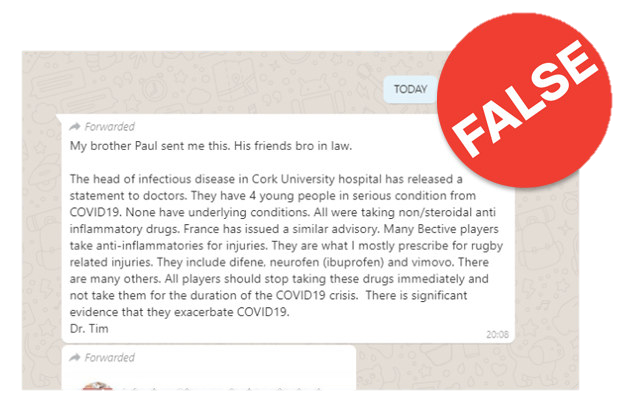 TODAY
FALSE
Forwarded
My brother Paul sent me this. His friends bro in law.
The head of infectious disease in Cork University hospital has released a
statement to doctors. They have 4 young people in serious condition from
COVID19. None have underlying conditions. All were taking non/steroidal anti
inflammatory drugs. France has issued a similar advisory. Many Bective players
take anti-inflammatories for injuries. They are what I mostly prescribe for rugby
related injuries. They include difene, neurofen (ibuprofen) and vimovo. There
are many others. All players should stop taking these drugs immediately and
not take them for the duration of the COVID19 crisis.  There is significant
evidence that they exacerbate COVID19.
Dr. Tim
20:08
Forwarded